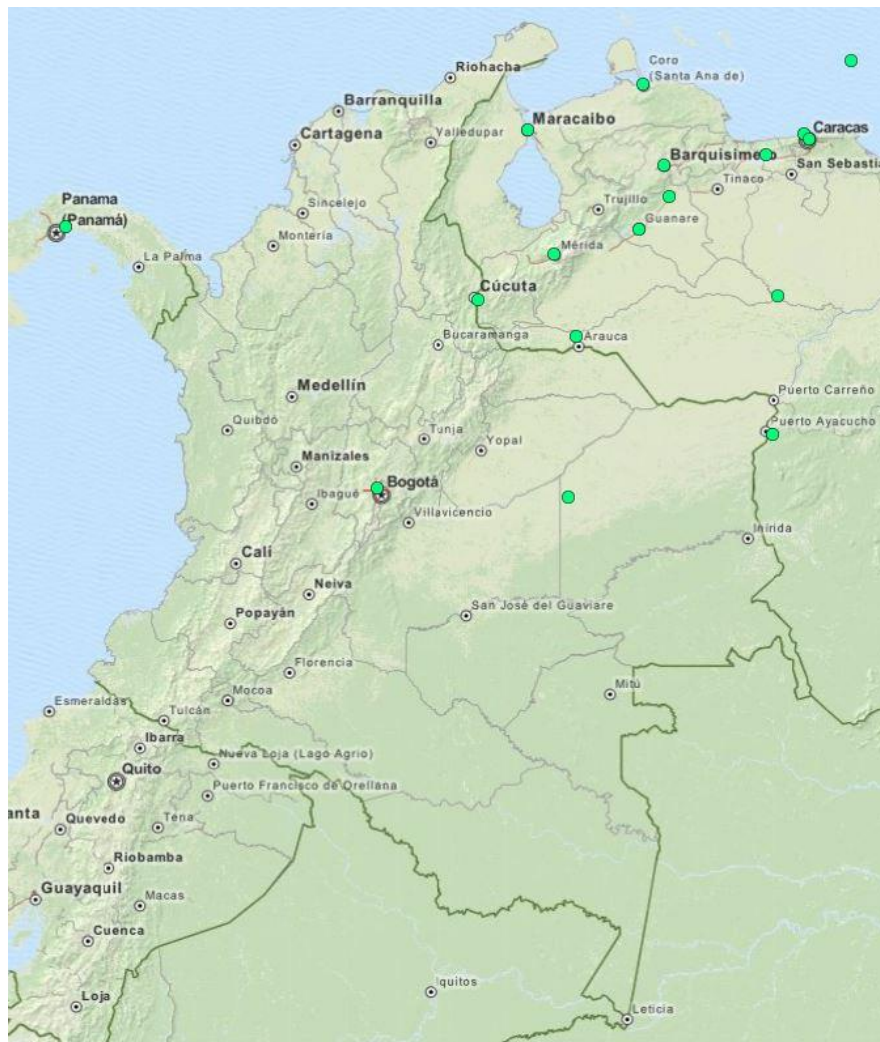 Coro
(Santa Ana de)
Riohacha
Barranquilla
Maracaibo
Caracas
Cartagena
Valledupar
Barquisimeto
San Sebastia
Tinaco
Panama
(Panamá)
Sincelejo
Trujillo
Guanare
Montería
Mérida
La Palma
Cúcuta
Bucaramanga
Arauca
Medellín
Puerto Carreño
Quibdó
Puerto Ayacucho
Tunja
Yopal
Manizales
Bogotá
Ibagué
Villavicencio
Inírida
Cali
Neiva
San José del Guaviare
Popayán
Florencia
Mitú
Mocoa
Esmeraldas
Tulcán
Ibarra
Nueva Loja (Lago Agrio)
Quito
Puerto Francisco de Orellana
anta
Quevedo
Tena
Riobamba
Guayaquil
Macas
Cuenca
Iquitos
Loja
Leticia